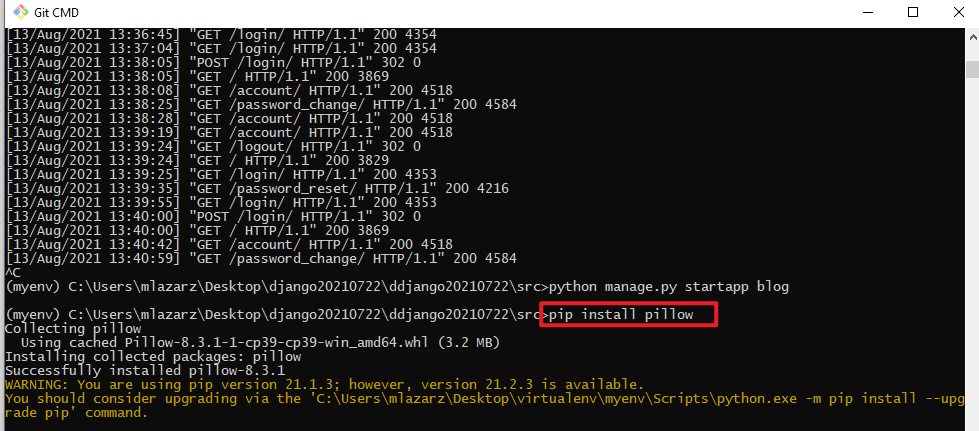 Git CMD
[13/Aug/2021 13:36:45] "GET /login/ HTTP/1.1" 200 4354
[13/Aug/2021 13:37:04] "GET /login/ HTTP/1.1" 200 4354
[13/Aug/2021 13:38:05] "POST /login/ HTTP/1.1" 302 0
[13/Aug/2021 13:38:05] "GET / HTTP/1.1" 200 3869
[13/Aug/2021 13:38:08] "GET /account/ HTTP/1.1" 200 4518
[13/Aug/2021 13:38:25] "GET /password_change/ HTTP/1.1" 200 4584
[13/Aug/2021 13:38:28] "GET /account/ HTTP/1.1" 200 4518
[13/Aug/2021 13:39:19] "GET /account/ HTTP/1.1" 200 4518
[13/Aug/2021 13:39:24] "GET /logout/ HTTP/1.1" 302 0
[13/Aug/2021 13:39:24] "GET / HTTP/1.1" 200 3829
[13/Aug/2021 13:39:25] "GET /login/ HTTP/1.1" 200 4353
[13/Aug/2021 13:39:35] "GET /password_reset/ HTTP/1.1" 200 4216
[13/Aug/2021 13:39:55] "GET /login/ HTTP/1.1" 200 4353
[13/Aug/2021 13:40:00] "POST /login/ HTTP/1.1" 302 0
[13/Aug/2021 13:40:00] "GET / HTTP/1.1" 200 3869
[13/Aug/2021 13:40:42] "GET /account/ HTTP/1.1" 200 4518
[13/Aug/2021 13:40:59] "GET /password_change/ HTTP/1.1" 200 4584
^C
(myenv) C:\Users\mlazarz\Desktop\django20210722\ddjango20210722\src>python manage.py startapp blog
(myenv) C:\Users\mlazarz\Desktop\django20210722\ddjango20210722\src>pip install pillow
Collecting pillow
  Using cached Pillow-8.3.1-1-cp39-cp39-win_amd64.whl (3.2 MB)
Installing collected packages: pillow
Successfully installed pillow-8.3.1
WARNING: You are using pip version 21.1.3; however, version 21.2.3 is available.
You should consider upgrading via the 'C:\Users\mlazarz\Desktop\virtualenv\myenv\Scripts\python.exe -m pip install --upg
rade pip' command.